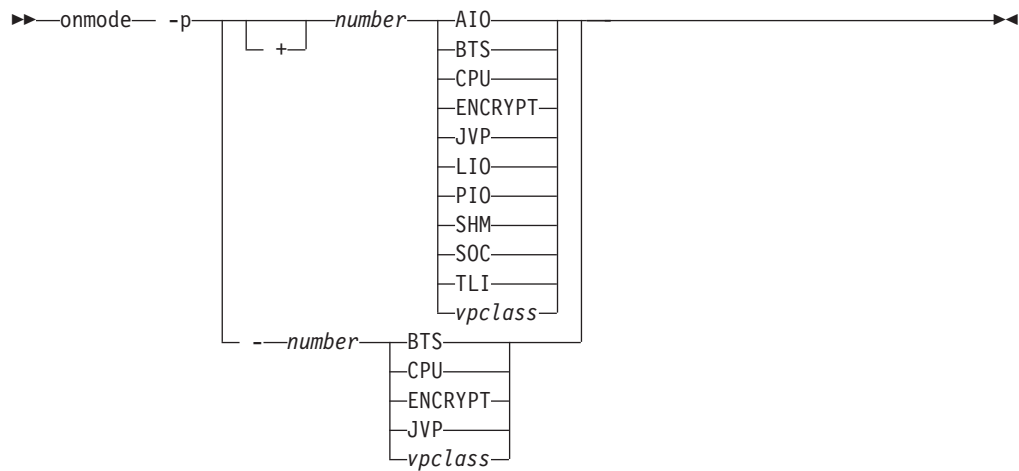 onmode -p + number AIO
BTS
CPU
ENCRYPT
JVP
LIO
PIO
SHM
SOC
TLI
vpclass
- number BTS
CPU
ENCRYPT
JVP
vpclass